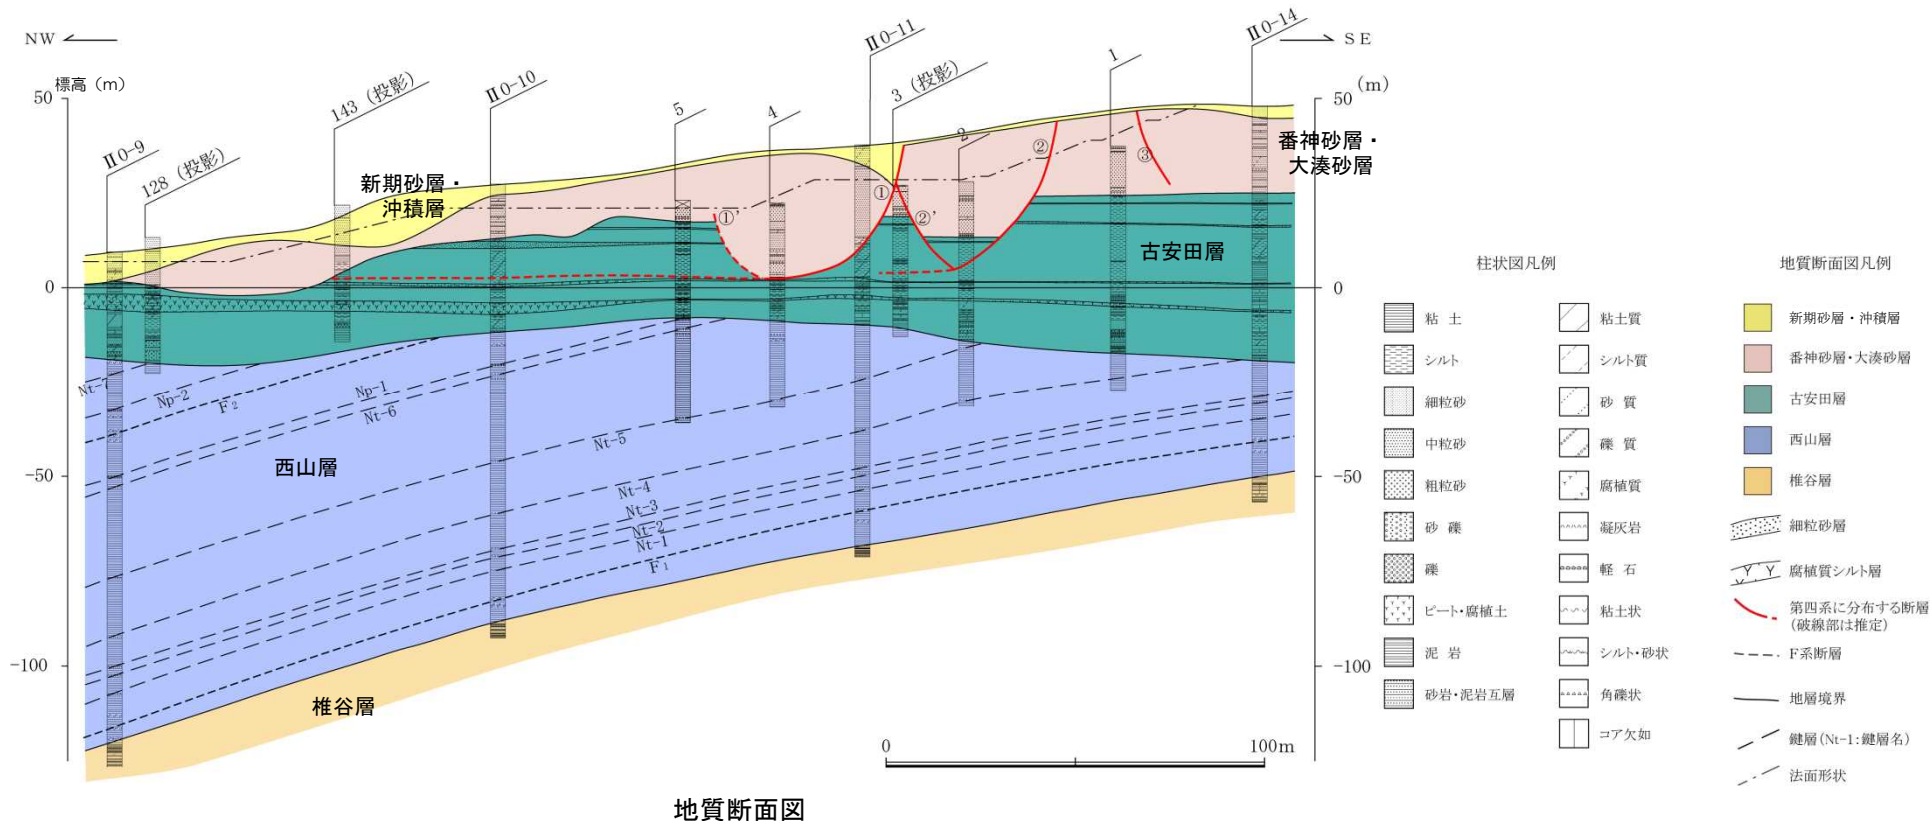 NW
SE
標高（m）
(m)
50
0
-50
-100
50
0
-50
-100
Ⅱ0-9
128 (投影)
143 (投影)
Ⅱ0-10
5
4
Ⅱ0-11
3 (投影)
2
1
Ⅱ0-14
新期砂層・
沖積層
番神砂層・
大湊砂層
古安田層
西山層
椎谷層
①'
①
②'
②
③
Nt-7
Np-2
F2
Np-1
Nt-6
Nt-5
Nt-4
Nt-3
Nt-2
Nt-1
F1
0
100m
地質断面図
柱状図凡例
粘 土
シルト
細粒砂
中粒砂
粗粒砂
砂 礫
礫
ピート・腐植土
泥 岩
砂岩・泥岩互層
粘土質
シルト質
砂 質
礫 質
腐植質
凝灰岩
軽 石
粘土状
シルト・砂状
角礫状
コア欠如
地質断面図凡例
新期砂層・沖積層
番神砂層・大湊砂層
古安田層
西山層
椎谷層
細粒砂層
腐植質シルト層
第四系に分布する断層
(破線部は推定)
F系断層
地層境界
鍵層(Nt-1:鍵層名)
法面形状